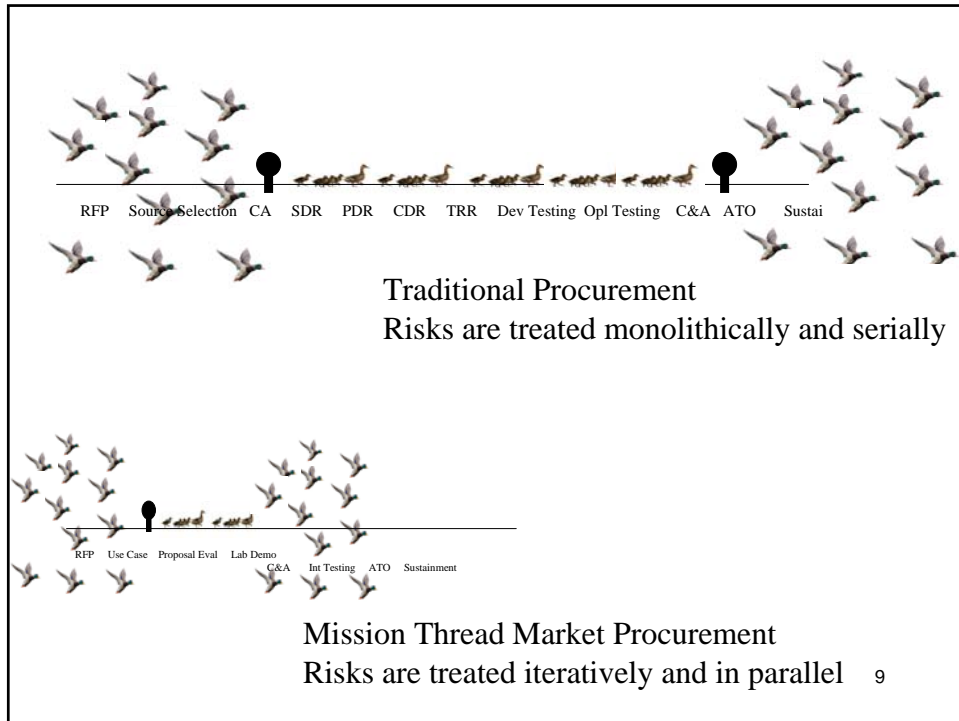 RFP Source Selection CA SDR PDR CDR TRR Dev Testing Opl Testing C&A ATO Sustai
Traditional Procurement
Risks are treated monolithically and serially
RFP Use Case Proposal Eval Lab Demo
C&A Int Testing ATO Sustainment
Mission Thread Market Procurement
Risks are treated iteratively and in parallel 9